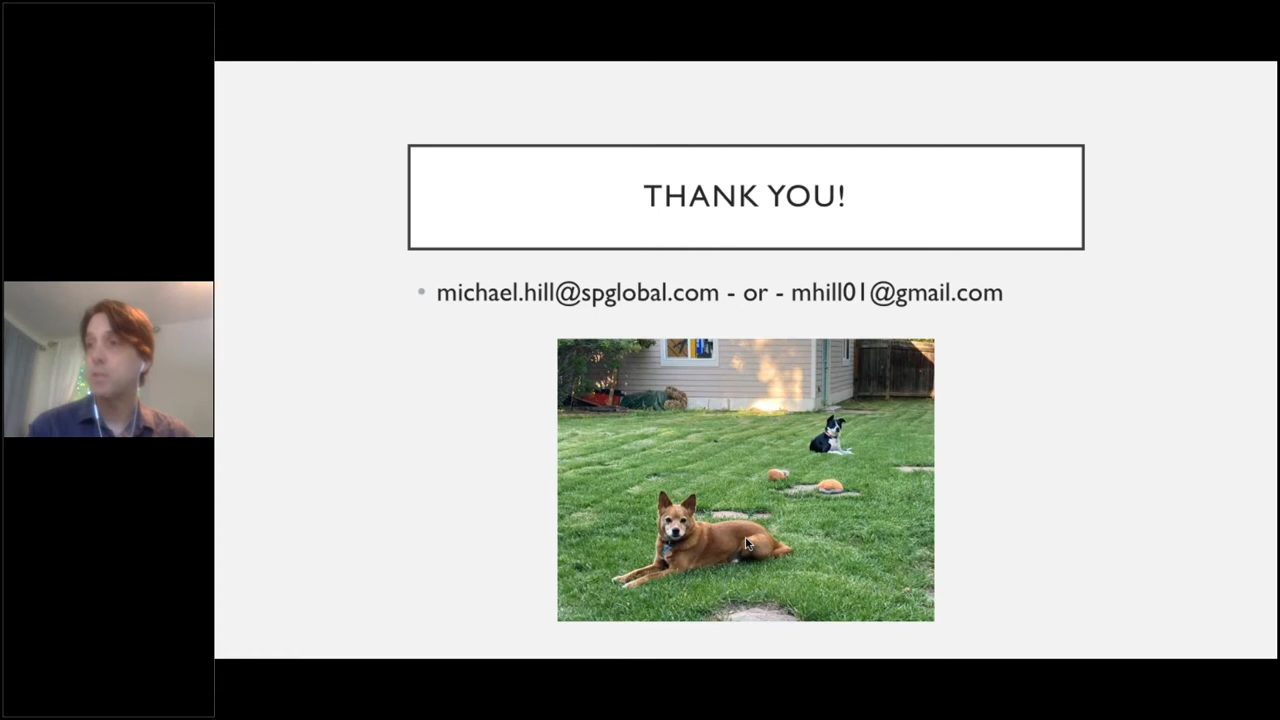 THANK YOU!
• michael.hill@spglobal.com - or - mhill01@gmail.com